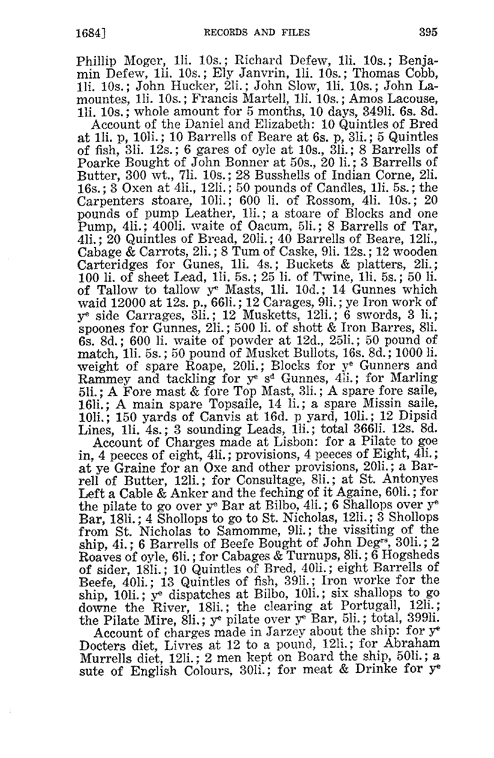 1684] RECORDS AND FILES 395
Phillip Moger, 1li. 10s.; Richard Defew, 1li. 10s.; Benja-
min Defew, 1li. 10s.; Ely Janvrin, 1li. 10s.; Thomas Cobb,
1li. 10s.; John Hucker, 2li.; John Slow, 1li. 10s.; John La-
mountes, 1li. 10s.; Francis Martell, 1li. 10s.; Amos Lacouse,
1li. 10s.; whole amount for 5 months, 10 days, 349li. 6s. 8d.
Account of the Daniel and Elizabeth: 10 Quintles of Bred
at 1li. p, 10li.; 10 Barrells of Beare at 6s. p, 3li.; 5 Quintles
of fish, 3li. 12s.; 6 gares of oyle at 10s., 3li.; 8 Barrells of
Poarke Bought of John Bonner at 50s., 20 li.; 3 Barrells of
Butter, 300 wt., 7li. 10s.; 28 Busshells of Indian Corne, 2li.
16s.; 3 Oxen at 4li., 12li.; 50 pounds of Candles, 1li. 5s.; the
Carpenters stoare, 10li.; 600 li. of Rossom, 4li. 10s.; 20
pounds of pump Leather, 1li.; a stoare of Blocks and one
Pump, 4li.; 400li. waite of Oacum, 5li.; 8 Barrells of Tar,
4li.; 20 Quintles of Bread, 20li.; 40 Barrells of Beare, 12li.,
Cabage & Carrots, 2li.; 8 Tum of Caske, 9li. 12s.; 12 wooden
Carteridges for Gunes, 1li. 4s.; Buckets & platters, 2li.;
100 li. of sheet Lead, 1li. 5s.; 25 li. of Twine, 1li. 5s.; 50 li.
of Tallow to tallow yᵉ Masts, 1li. 10d.; 14 Gunnes which
waid 12000 at 12s. p., 66li.; 12 Carages, 9li.; ye Iron work of
yᵉ side Carrages, 3li.; 12 Musketts, 12li.; 6 swords, 3 li.;
spoones for Gunnes, 2li.; 500 li. of shott & Iron Barres, 8li.
6s. 8d.; 600 li. waite of powder at 12d., 25li.; 50 pound of
match, 1li. 5s.; 50 pound of Musket Bullots, 16s. 8d.; 1000 li.
weight of spare Roape, 20li.; Blocks for yᵉ Gunners and
Rammey and tackling for yᵉ sᵈ Gunnes, 4li.; for Marling
5li.; A Fore mast & fore Top Mast, 3li.; A spare fore saile,
16li.; A main spare Topsaile, 14 li.; a spare Missin saile,
10li.; 150 yards of Canvis at 16d. p yard, 10li.; 12 Dipsid
Lines, 1li. 4s.; 3 sounding Leads, 1li.; total 366li. 12s. 8d.
Account of Charges made at Lisbon: for a Pilate to goe
in, 4 peeces of eight, 4li.; provisions, 4 peeces of Eight, 4li.;
at ye Graine for an Oxe and other provisions, 20li.; a Bar-
rell of Butter, 12li.; for Consultage, 8li.; at St. Antonyes
Left a Cable & Anker and the feching of it Againe, 60li.; for
the pilate to go over yᵉ Bar at Bilbo, 4li.; 6 Shallops over yᵉ
Bar, 18li.; 4 Shollops to go to St. Nicholas, 12li.; 3 Shollops
from St. Nicholas to Samomme, 9li.; the vissiting of the
ship, 4i.; 6 Barrells of Beefe Bought of John Degʳˢ, 30li.; 2
Roaves of oyle, 6li.; for Cabages & Turnups, 8li.; 6 Hogsheds
of sider, 18li.; 10 Quintles of Bred, 40li.; eight Barrells of
Beefe, 40li.; 13 Quintles of fish, 39li.; Iron worke for the
ship, 10li.; yᵉ dispatches at Bilbo, 10li.; six shallops to go
downe the River, 18li.; the clearing at Portugall, 12li.;
the Pilate Mire, 8li.; yᵉ pilate over yᵉ Bar, 5li.; total, 399li.
Account of charges made in Jarzey about the ship: for yᵉ
Docters diet, Livres at 12 to a pound, 12li.; for Abraham
Murrells diet, 12li.; 2 men kept on Board the ship, 50li.; a
sute of English Colours, 30li.; for meat & Drinke for yᵉ